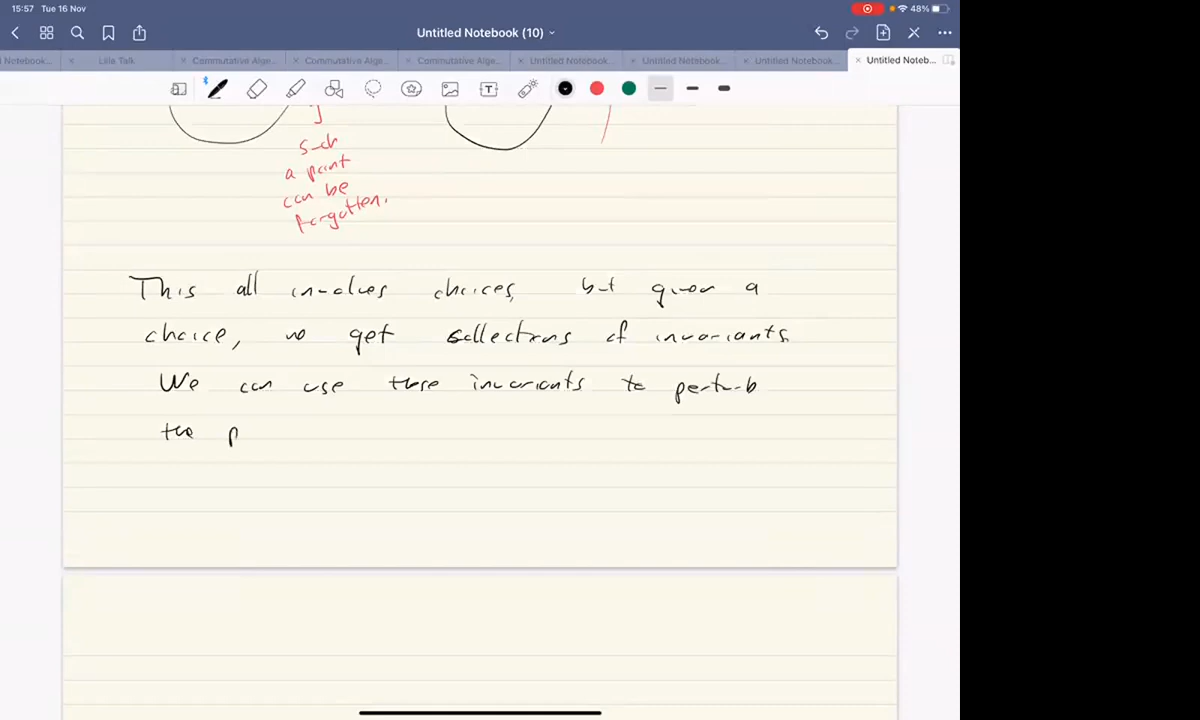 15:57 Tue 16 Nov
48%
Untitled Notebook (10)
Notebook...
Lille Talk
Commutative Alge...
Commutative Alg...
Commutative Alge...
Untitled Notebook...
Untitled Notebook...
Untitled Notebook...
Untitled Noteb...
T
such
a point
can be
forgotten.
This all involves choices, but given a
choice, we get collections of invariants.
We can use these invariants to perturb
the p